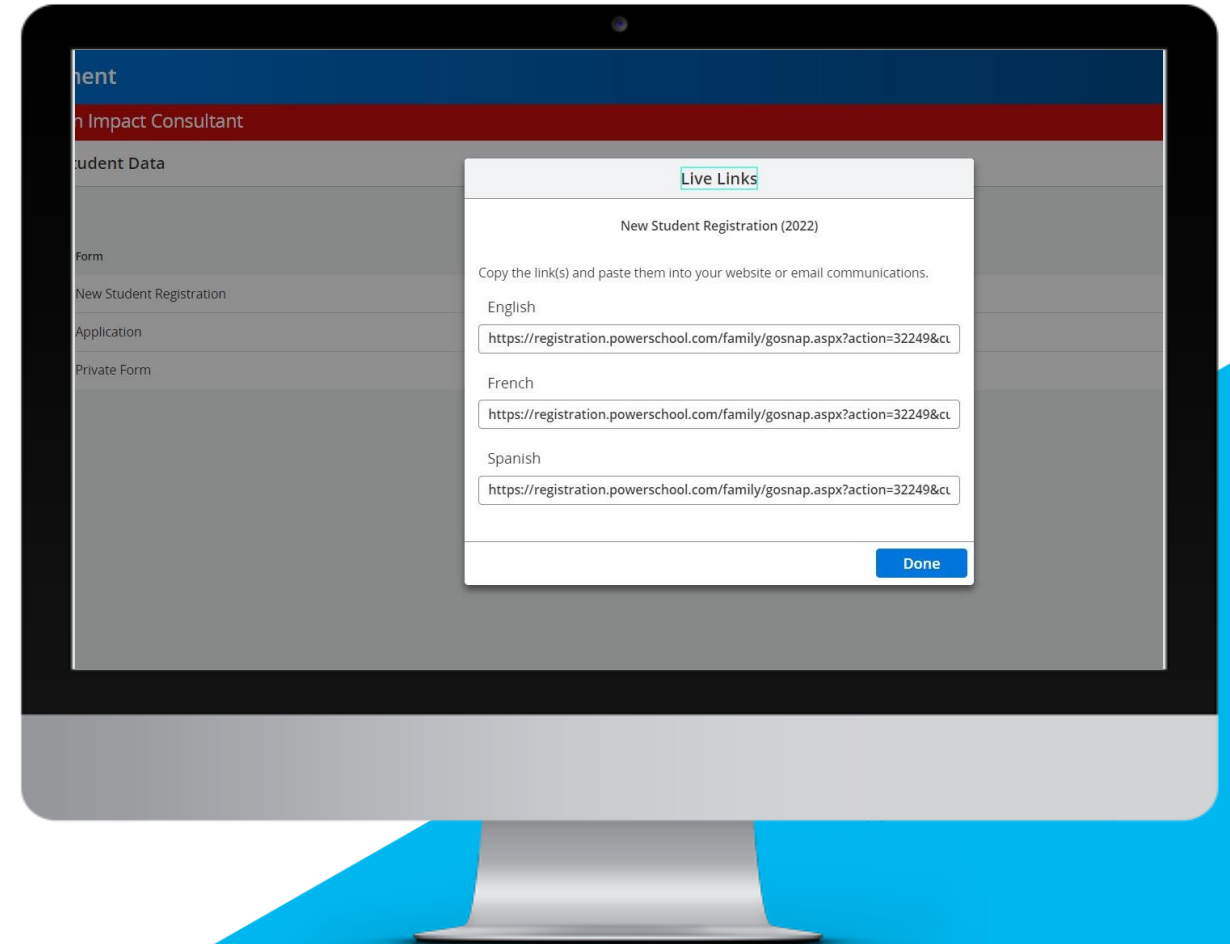 ent
Impact Consultant
tudent Data
Form
New Student Registration
Application
Private Form
Live Links
New Student Registration (2022)
Copy the link(s) and paste them into your website or email communications.
English
https://registration.powerschool.com/family/gosnap.aspx?action=32249&cu
French
https://registration.powerschool.com/family/gosnap.aspx?action=32249&cu
Spanish
https://registration.powerschool.com/family/gosnap.aspx?action=32249&cu
Done